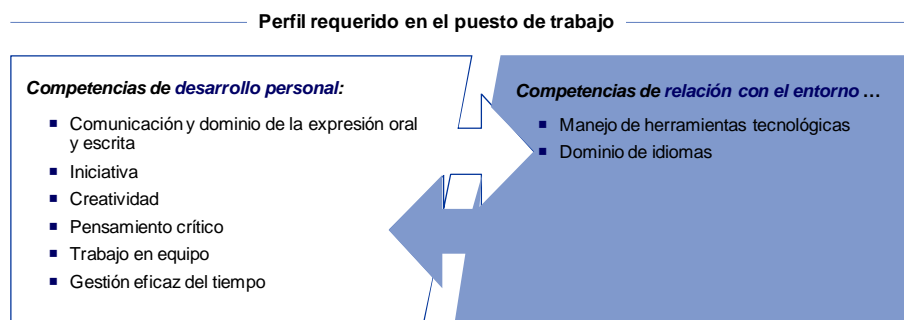 Perfil requerido en el puesto de trabajo
Competencias de desarrollo personal:
■ Comunicación y dominio de la expresión oral
y escrita
■ Iniciativa
■ Creatividad
■ Pensamiento crítico
■ Trabajo en equipo
■ Gestión eficaz del tiempo
Competencias de relación con el entorno ...
■ Manejo de herramientas tecnológicas
■ Dominio de idiomas